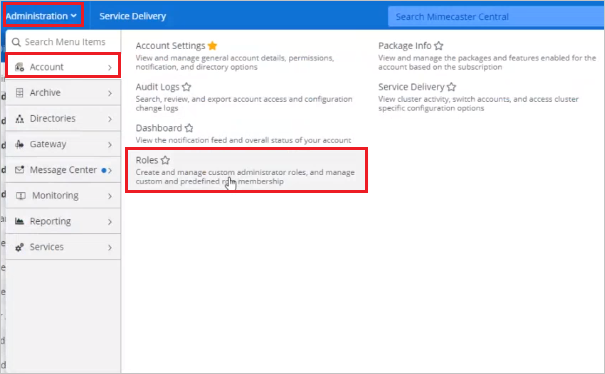 Administration
Service Delivery
Search Mimecaster Central
Search Menu Items
Account
Archive
Directories
Gateway
Message Center
Monitoring
Reporting
Services
Account Settings
View and manage general account details, permissions,
notification, and directory options
Audit Logs
Search, review, and export account access and configuration
change logs
Dashboard
View the notification feed and overall status of your account
Roles
Create and manage custom administrator roles, and manage
custom and predefined role membership
Package Info
View and manage the packages and features enabled for the
account based on the subscription
Service Delivery
View cluster activity, switch accounts, and access cluster
specific configuration options